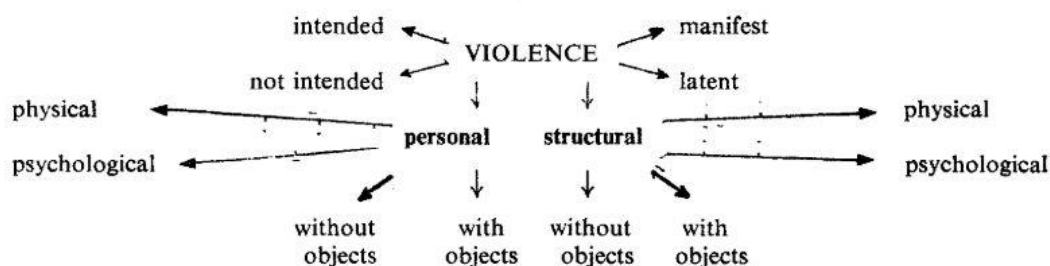 intended
manifest
VIOLENCE
not intended
latent
physical
physical
personal
structural
psychological
psychological
without
with
without
with
objects
objects
objects
objects